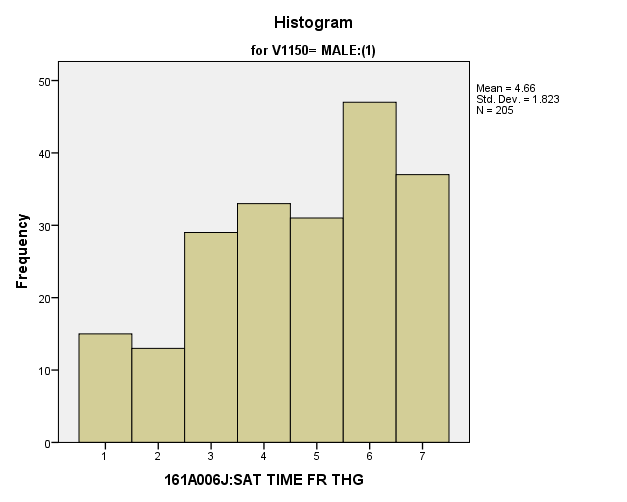 Histogram
for V1150= MALE:(1)
Mean = 4.66
Std. Dev. = 1.823
N = 205
Frequency
50
40
30
20
10
0
1 2 3 4 5 6 7
161A006J:SAT TIME FR THG